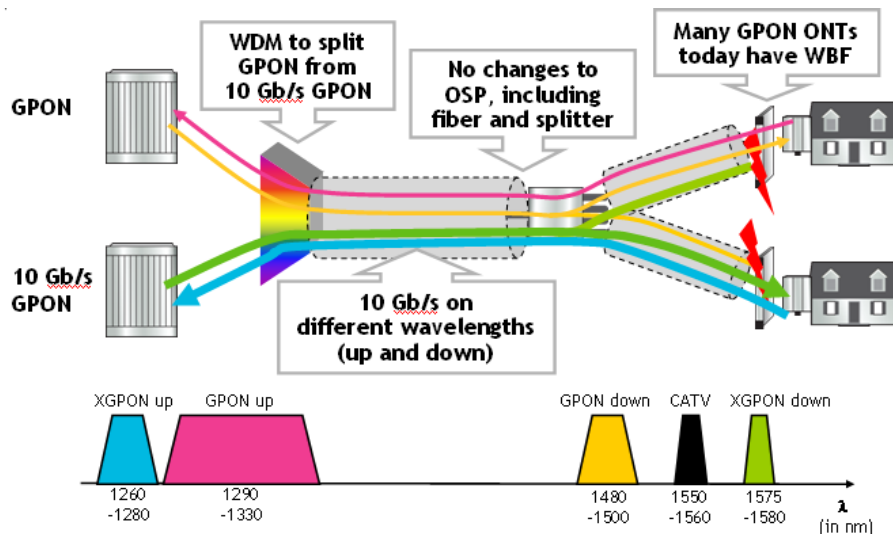 WDM to split
GPON from
10 Gb/s GPON
No changes to
OSP, including
fiber and splitter
Many GPON ONTs
today have WBF
GPON
10 Gb/s
GPON
10 Gb/s on
different wavelengths
(up and down)
XGPON up
GPON up
GPON down
CATV
XGPON down
1260
-1280
1290
-1330
1480
-1500
1550
-1560
1575
-1580
λ
(in nm)